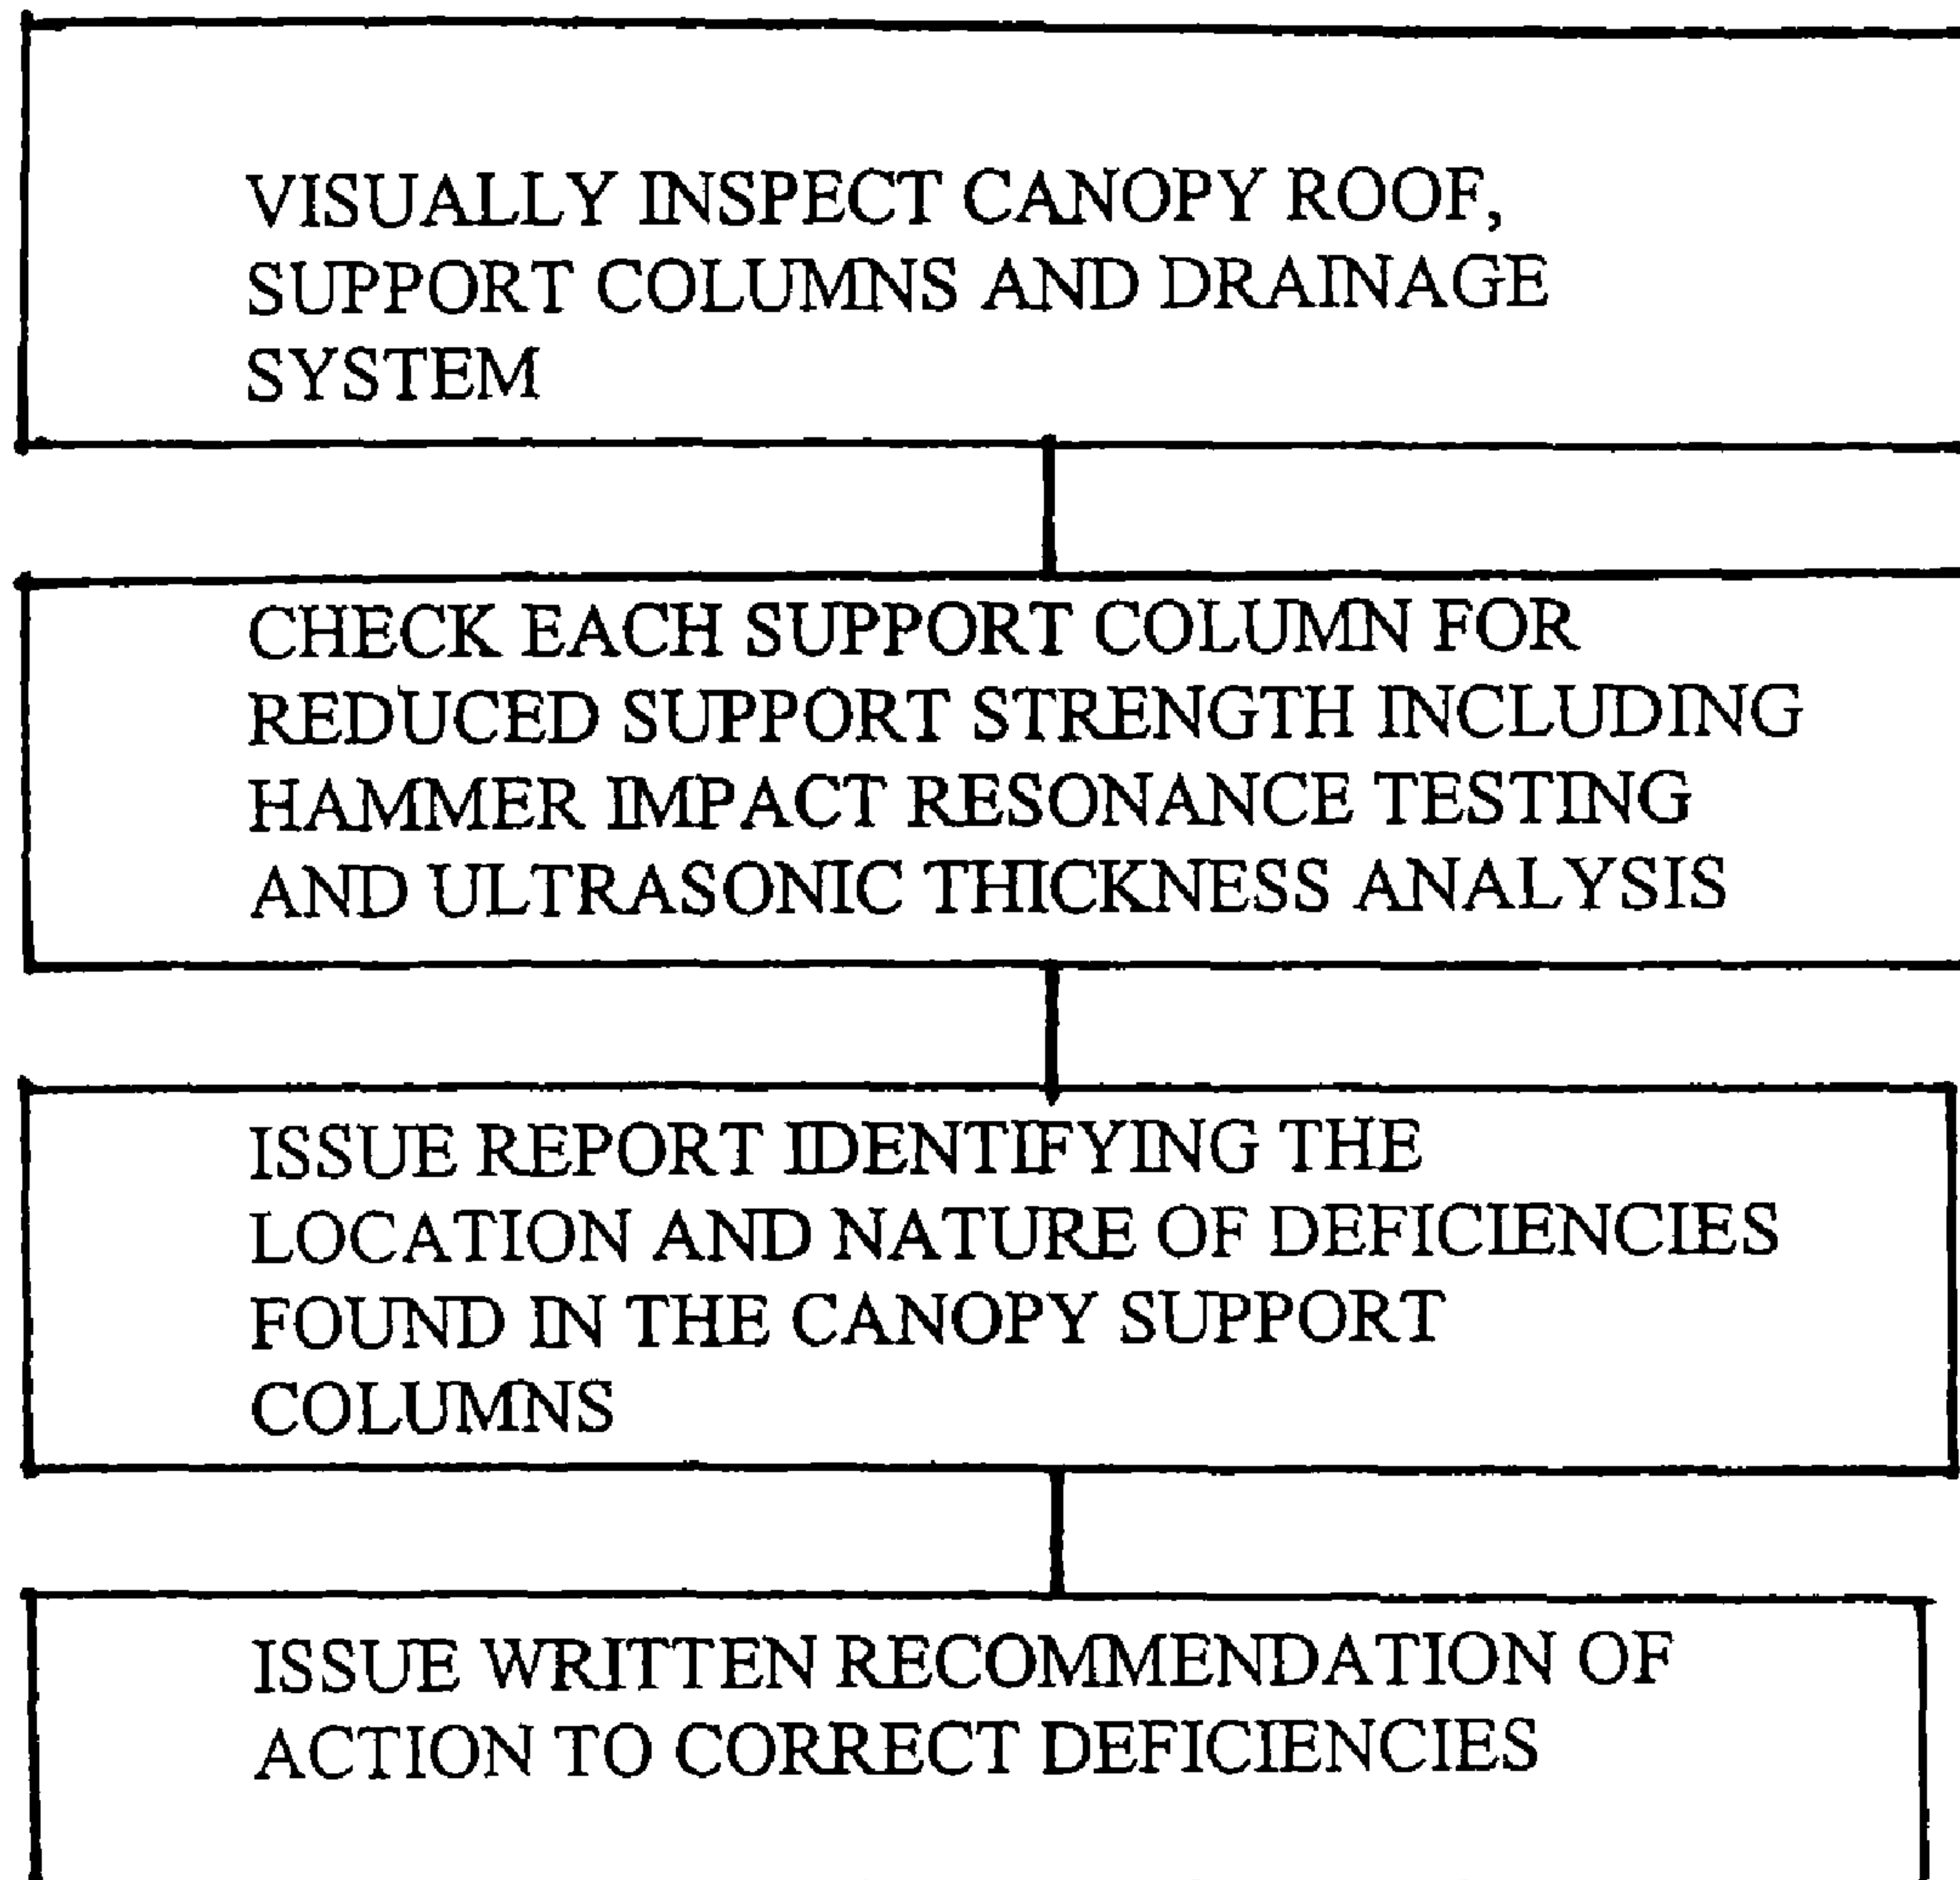 VISUALLY INSPECT CANOPY ROOF,
SUPPORT COLUMNS AND DRAINAGE
SYSTEM
CHECK EACH SUPPORT COLUMN FOR
REDUCED SUPPORT STRENGTH INCLUDING
HAMMER IMPACT RESONANCE TESTING
AND ULTRASONIC THICKNESS ANALYSIS
ISSUE REPORT IDENTIFYING THE
LOCATION AND NATURE OF DEFICIENCIES
FOUND IN THE CANOPY SUPPORT
COLUMNS
ISSUE WRITTEN RECOMMENDATION OF
ACTION TO CORRECT DEFICIENCIES